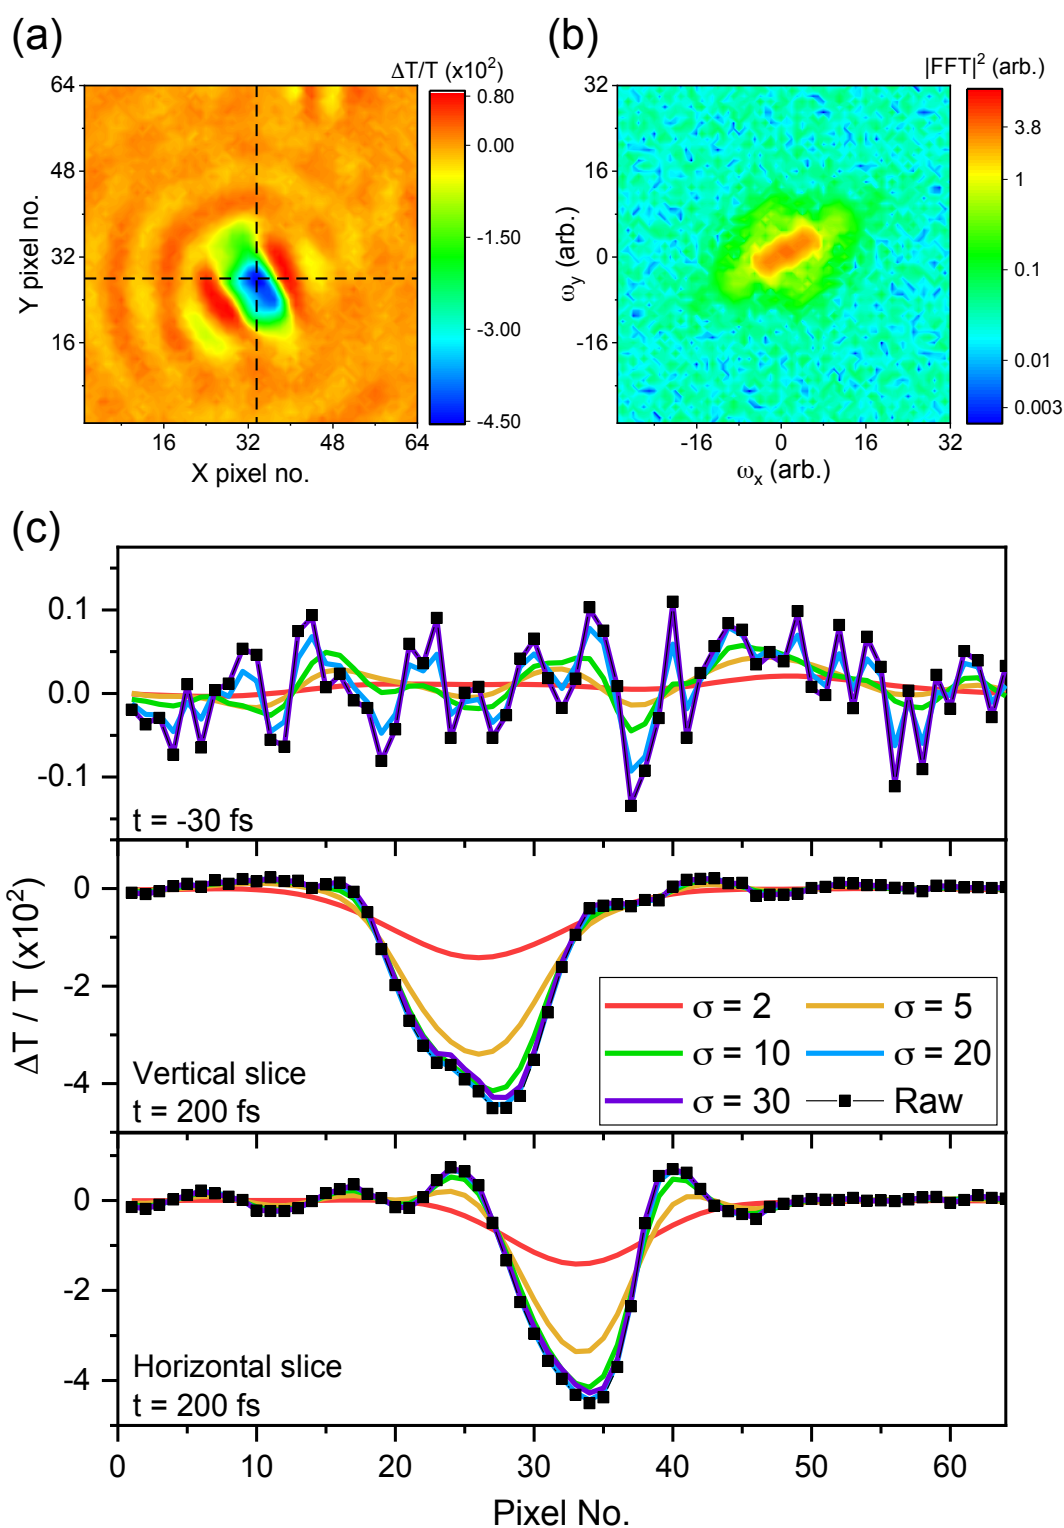 (a)
(b)
ΔT/T (x10²)
|FFT|² (arb.)
64
48
32
16
Y pixel no.
16
32
48
64
X pixel no.
0.80
0.00
-1.50
-3.00
-4.50
32
16
0
-16
ω_y (arb.)
-16
0
16
32
ω_x (arb.)
3.8
1
0.1
0.01
0.003
(c)
0.1
0.0
-0.1
t = -30 fs
0
-2
-4
ΔT / T (x10²)
Vertical slice
t = 200 fs
σ = 2
σ = 5
σ = 10
σ = 20
σ = 30
Raw
0
-2
-4
Horizontal slice
t = 200 fs
0
10
20
30
40
50
60
Pixel No.